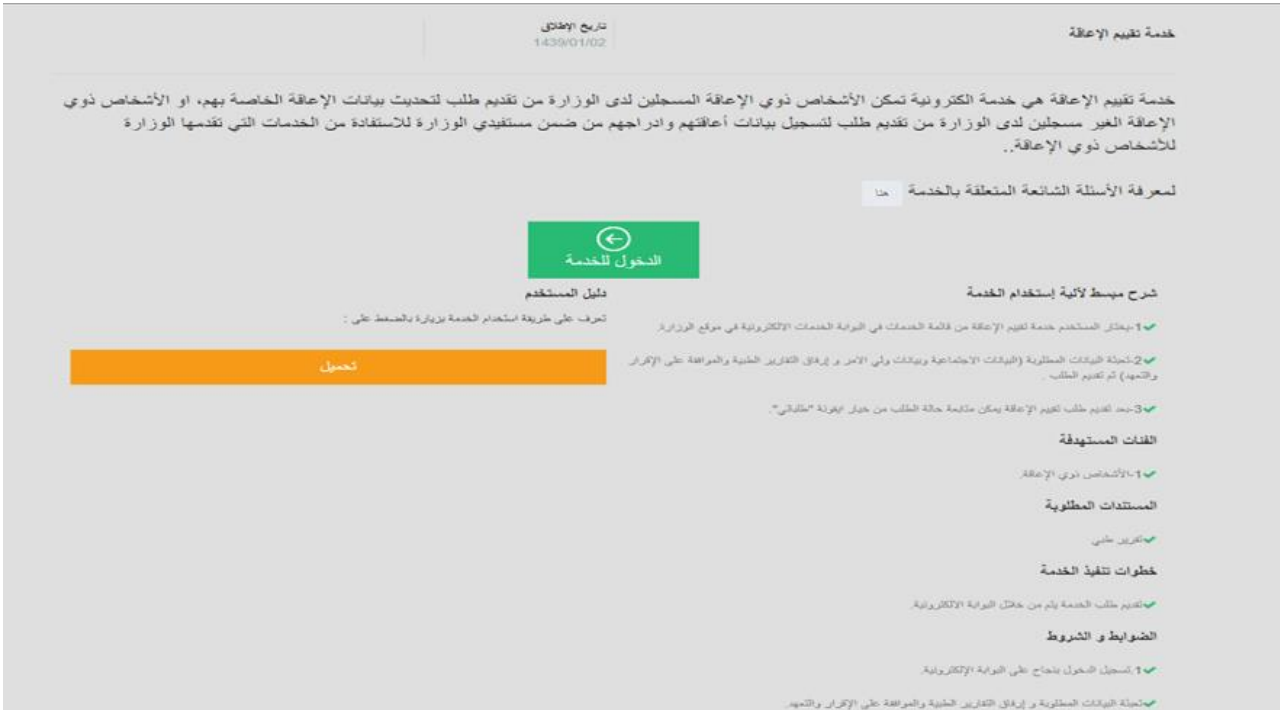 خدمة تقييم الإعاقة
تاريخ الإطلاق
1439/01/02
خدمة تقييم الإعاقة هي خدمة الكترونية تمكن الأشخاص ذوي الإعاقة المسجلين لدى الوزارة من تقديم طلب لتحديث بيانات الإعاقة الخاصة بهم، او الأشخاص ذوي
الإعاقة الغير مسجلين لدى الوزارة من تقديم طلب لتسجيل بيانات أعاقتهم وادراجهم من ضمن مستفيدي الوزارة للاستفادة من الخدمات التي تقدمها الوزارة
للأشخاص ذوي الإعاقة..
لمعرفة الأسئلة الشائعة المتعلقة بالخدمة هنا
الدخول للخدمة
شرح مبسط لآلية إستخدام الخدمة
1-يختار المستخدم خدمة تقييم الإعاقة من قائمة الخدمات في البوابة الخدمات الالكترونية في موقع الوزارة.
2-تعبئة البيانات المطلوبة (البيانات الاجتماعية وبيانات ولي الامر و إرفاق التقارير الطبية والموافقة على الإقرار
والتعهد) ثم تقديم الطلب .
3-بعد تقديم طلب تقييم الإعاقة يمكن متابعة حالة الطلب من خيار ايقونة "طلباتي".
الفئات المستهدفة
1-الأشخاص ذوي الإعاقة.
المستندات المطلوبة
تقرير طبي
خطوات تنفيذ الخدمة
تقديم طلب الخدمة يتم من خلال البوابة الالكترونية.
الضوابط و الشروط
1.تسجيل الدخول بنجاح على البوابة الإلكترونية.
تعبئة البيانات المطلوبة و إرفاق التقارير الطبية والموافقة على الإقرار والتعهد.
دليل المستخدم
تعرف على طريقة استخدام الخدمة بزيارة بالضغط على :
تحميل